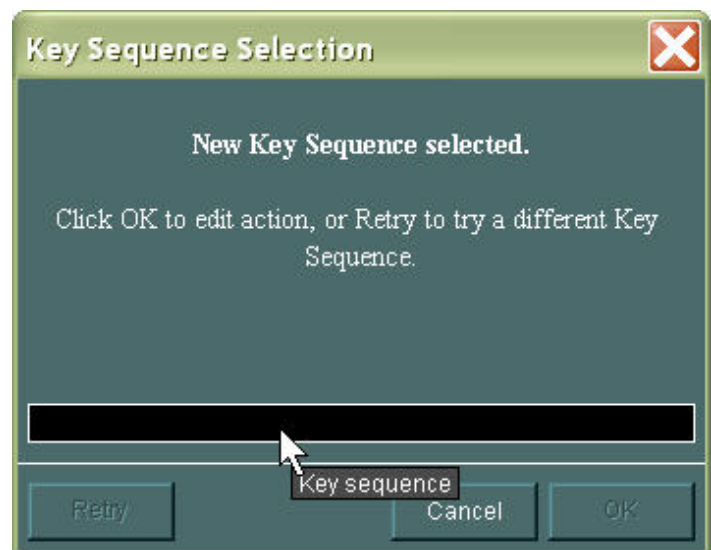 Key Sequence Selection
New Key Sequence selected.
Click OK to edit action, or Retry to try a different Key
Sequence.
Key sequence
Retry
Cancel
OK